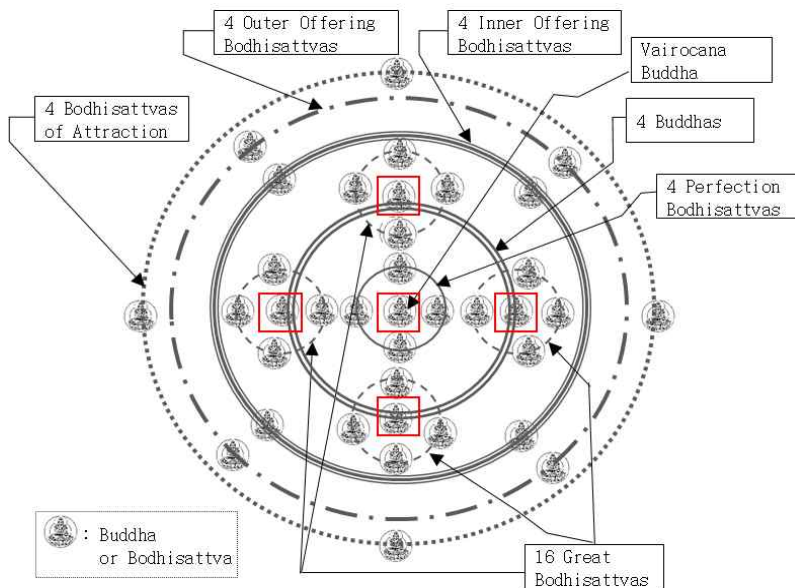 4 Outer Offering
Bodhisattvas
4 Inner Offering
Bodhisattvas
Vairocana
Buddha
4 Bodhisattvas
of Attraction
4 Buddhas
4 Perfection
Bodhisattvas
: Buddha
or Bodhisattva
16 Great
Bodhisattvas